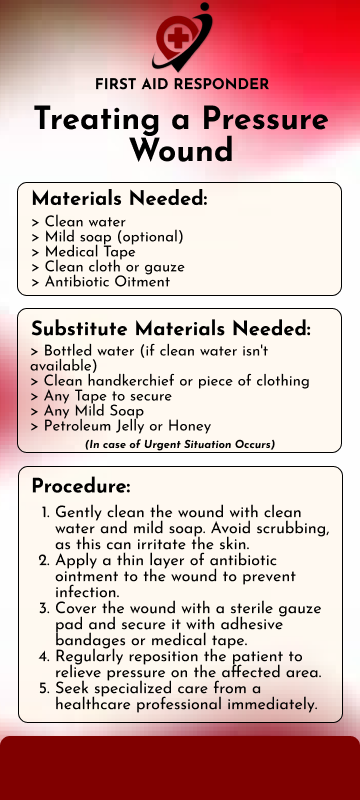 FIRST AID RESPONDER
Treating a Pressure
Wound
Materials Needed:
> Clean water
> Mild soap (optional)
> Medical Tape
> Clean cloth or gauze
> Antibiotic Oitment
Substitute Materials Needed:
> Bottled water (if clean water isn't
available)
> Clean handkerchief or piece of clothing
> Any Tape to secure
> Any Mild Soap
> Petroleum Jelly or Honey
(In case of Urgent Situation Occurs)
Procedure:
1. Gently clean the wound with clean
water and mild soap. Avoid scrubbing,
as this can irritate the skin.
2. Apply a thin layer of antibiotic
ointment to the wound to prevent
infection.
3. Cover the wound with a sterile gauze
pad and secure it with adhesive
bandages or medical tape.
4. Regularly reposition the patient to
relieve pressure on the affected area.
5. Seek specialized care from a
healthcare professional immediately.